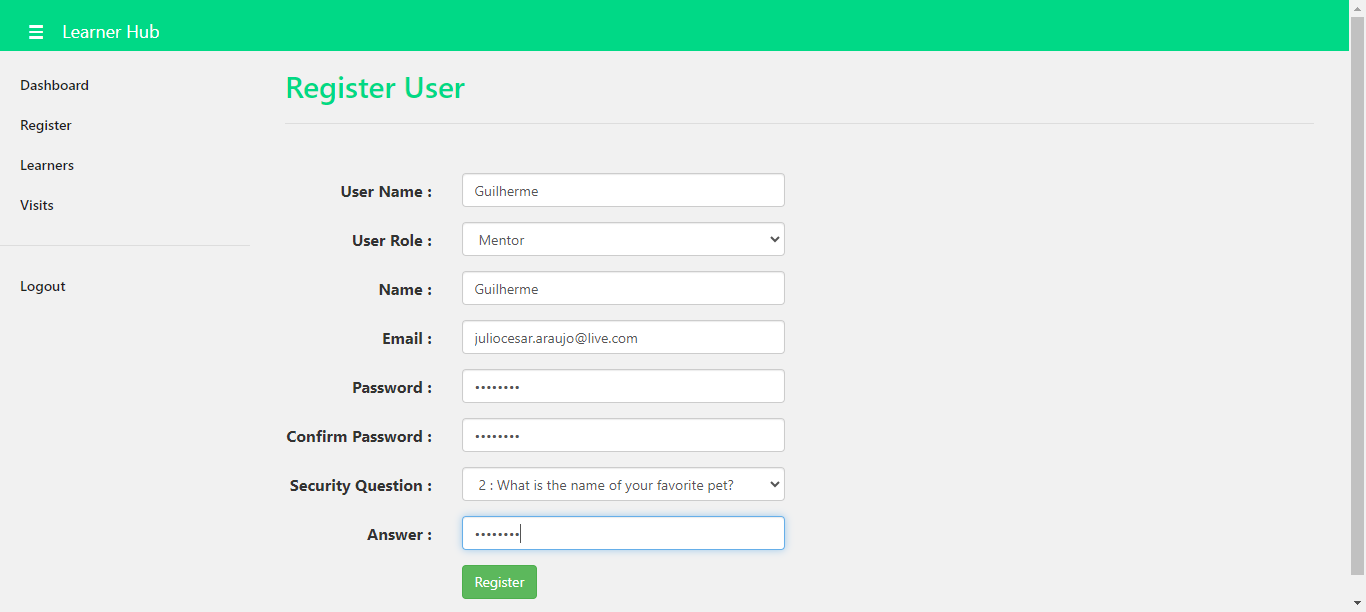 ☰ Learner Hub
Dashboard
Register
Learners
Visits
Logout
Register User
User Name : Guilherme
User Role : Mentor
Name : Guilherme
Email : juliocesar.araujo@live.com
Password : ••••••••
Confirm Password : ••••••••
Security Question : 2 : What is the name of your favorite pet?
Answer : ••••••••
Register